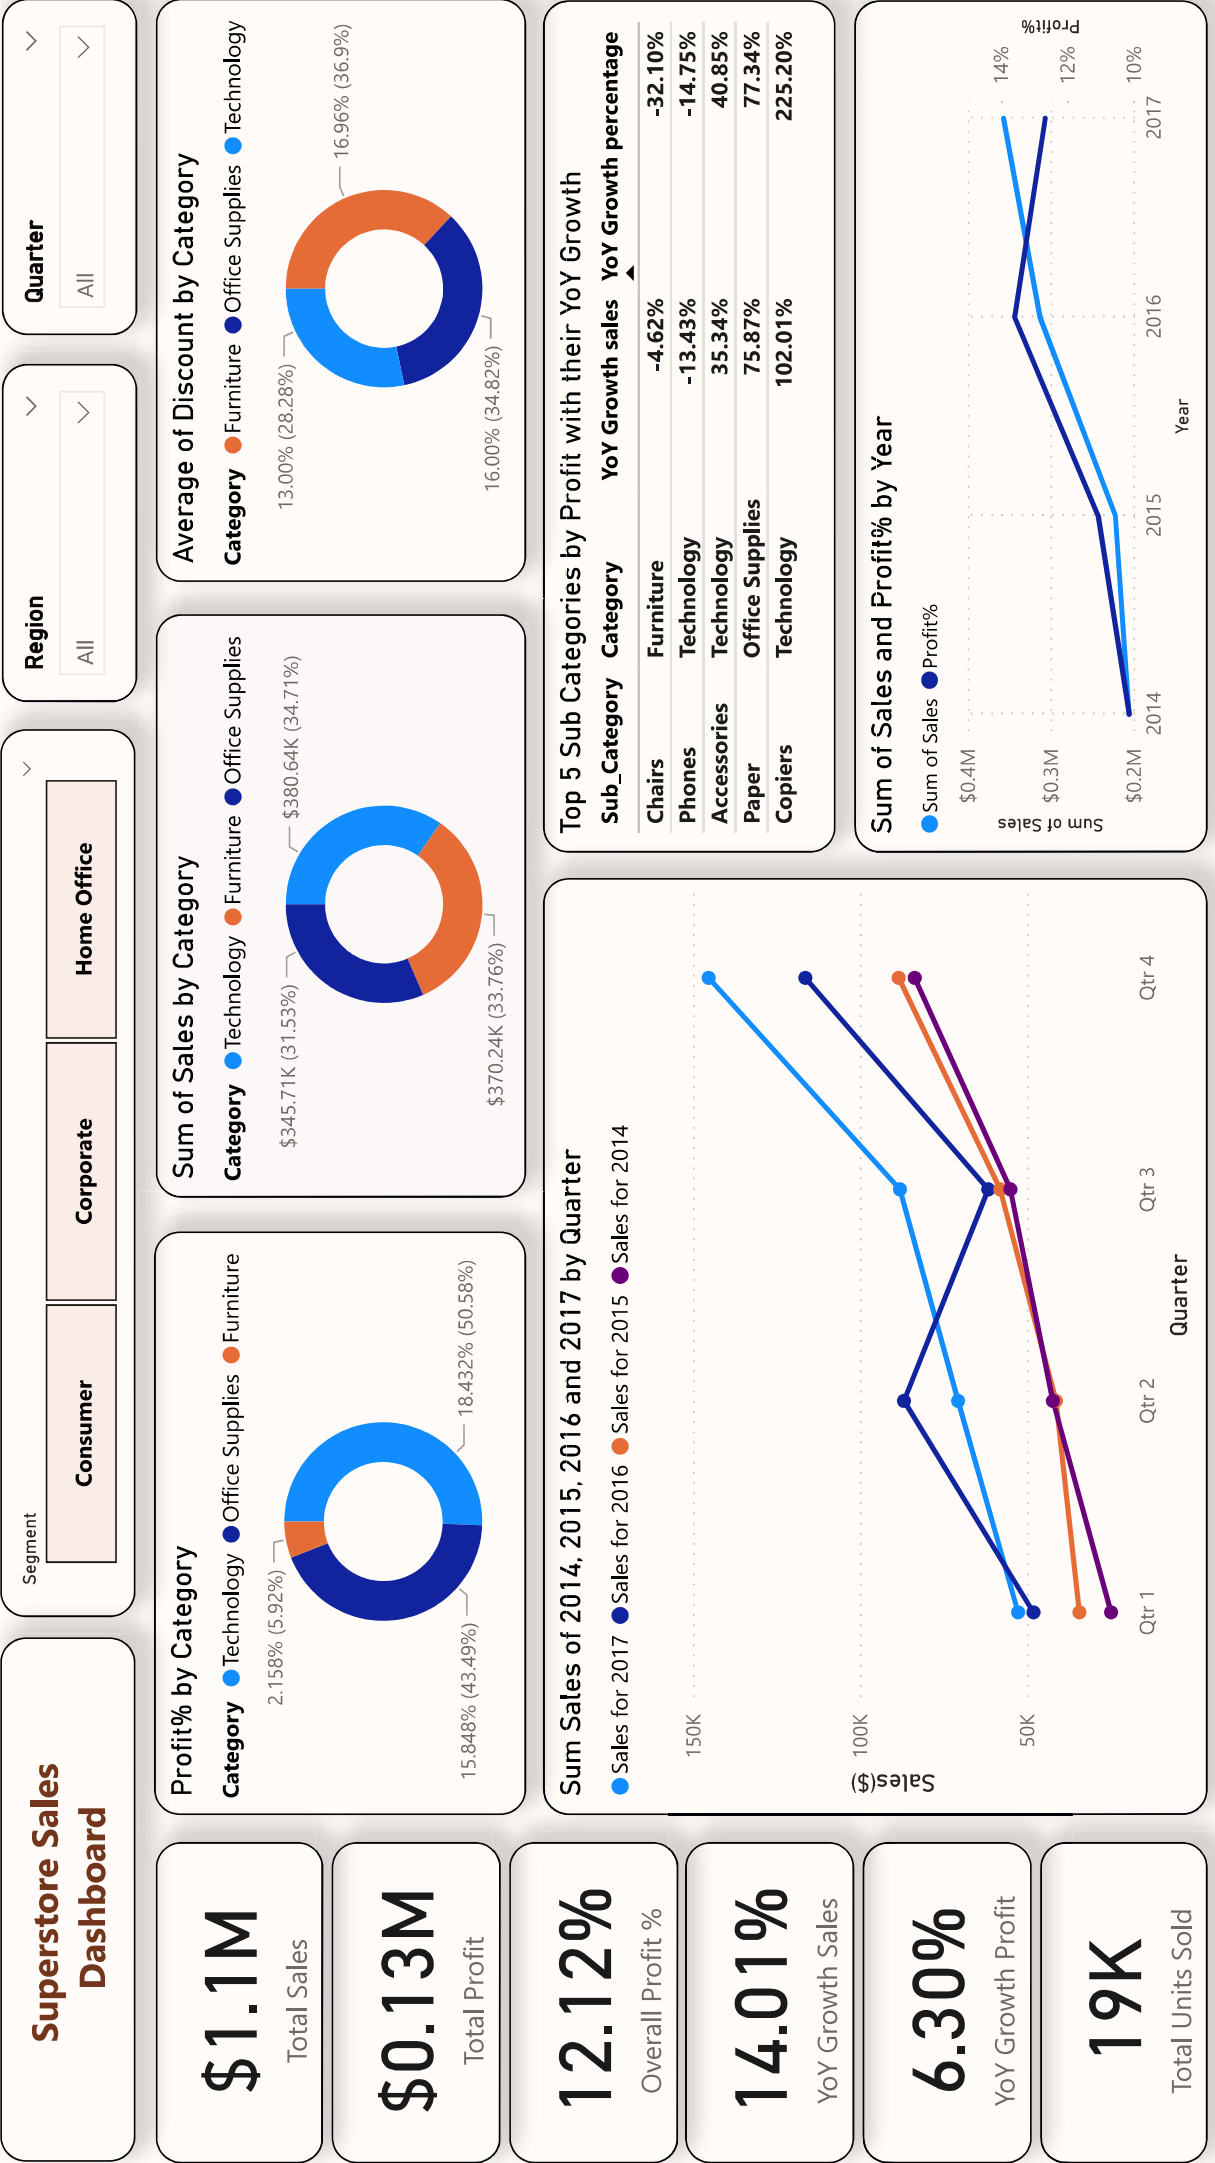 Superstore Sales
Dashboard
Segment
Consumer
Corporate
Home Office
Region
All
Quarter
All
$1.1M
Total Sales
$0.13M
Total Profit
12.12%
Overall Profit %
14.01%
YoY Growth Sales
6.30%
YoY Growth Profit
19K
Total Units Sold
Profit% by Category
Category Technology Office Supplies Furniture
2.158% (5.92%)
15.848% (43.49%)
18.432% (50.58%)
Sum of Sales by Category
Category Technology Furniture Office Supplies
$345.71K (31.53%)
$380.64K (34.71%)
$370.24K (33.76%)
Average of Discount by Category
Category Furniture Office Supplies Technology
13.00% (28.28%)
16.96% (36.9%)
16.00% (34.82%)
Sum Sales of 2014, 2015, 2016 and 2017 by Quarter
Sales for 2017 Sales for 2016 Sales for 2015 Sales for 2014
Sales($)
150K
100K
50K
Qtr 1 Qtr 2 Qtr 3 Qtr 4
Quarter
Top 5 Sub Categories by Profit with their YoY Growth
Sub_Category Category YoY Growth sales YoY Growth percentage
Chairs Furniture -4.62% -32.10%
Phones Technology -13.43% -14.75%
Accessories Technology 35.34% 40.85%
Paper Office Supplies 75.87% 77.34%
Copiers Technology 102.01% 225.20%
Sum of Sales and Profit% by Year
Sum of Sales Profit%
Sum of Sales
$0.4M
$0.3M
$0.2M
14%
12%
10%
Profit%
2014 2015 2016 2017
Year